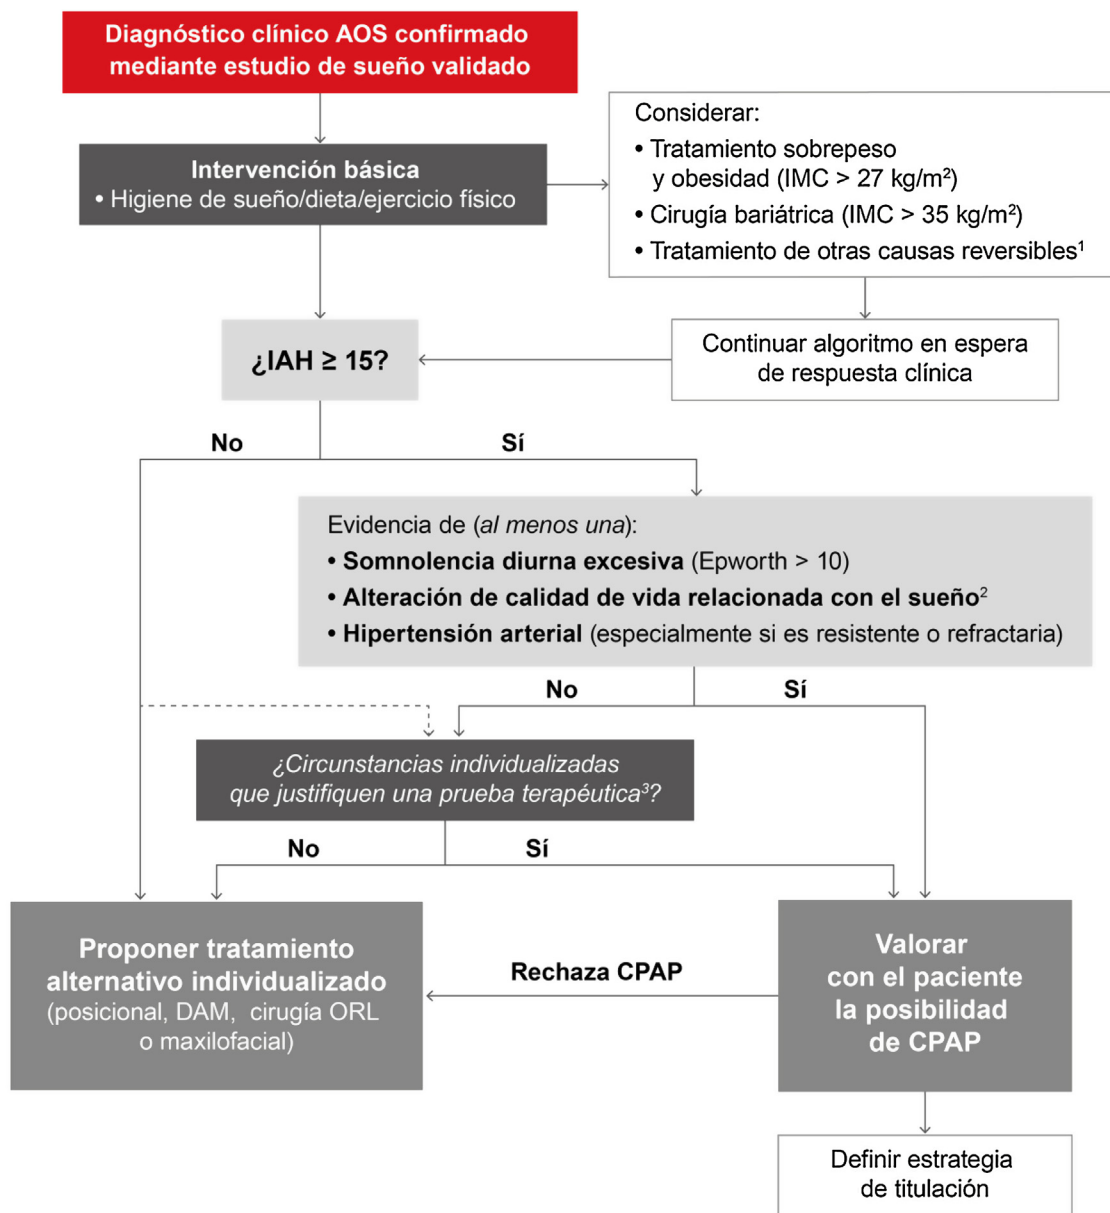 Diagnóstico clínico AOS confirmado
mediante estudio de sueño validado
Considerar:
• Tratamiento sobrepeso
y obesidad (IMC > 27 kg/m²)
• Cirugía bariátrica (IMC > 35 kg/m²)
• Tratamiento de otras causas reversibles¹
Intervención básica
• Higiene de sueño/dieta/ejercicio físico
¿IAH ≥ 15?
Continuar algoritmo en espera
de respuesta clínica
No
Sí
Evidencia de (al menos una):
• Somnolencia diurna excesiva (Epworth > 10)
• Alteración de calidad de vida relacionada con el sueño²
• Hipertensión arterial (especialmente si es resistente o refractaria)
No
Sí
¿Circunstancias individualizadas
que justifiquen una prueba terapéutica³?
No
Sí
Proponer tratamiento
alternativo individualizado
(posicional, DAM, cirugía ORL
o maxilofacial)
Rechaza CPAP
Valorar
con el paciente
la posibilidad
de CPAP
Definir estrategia
de titulación